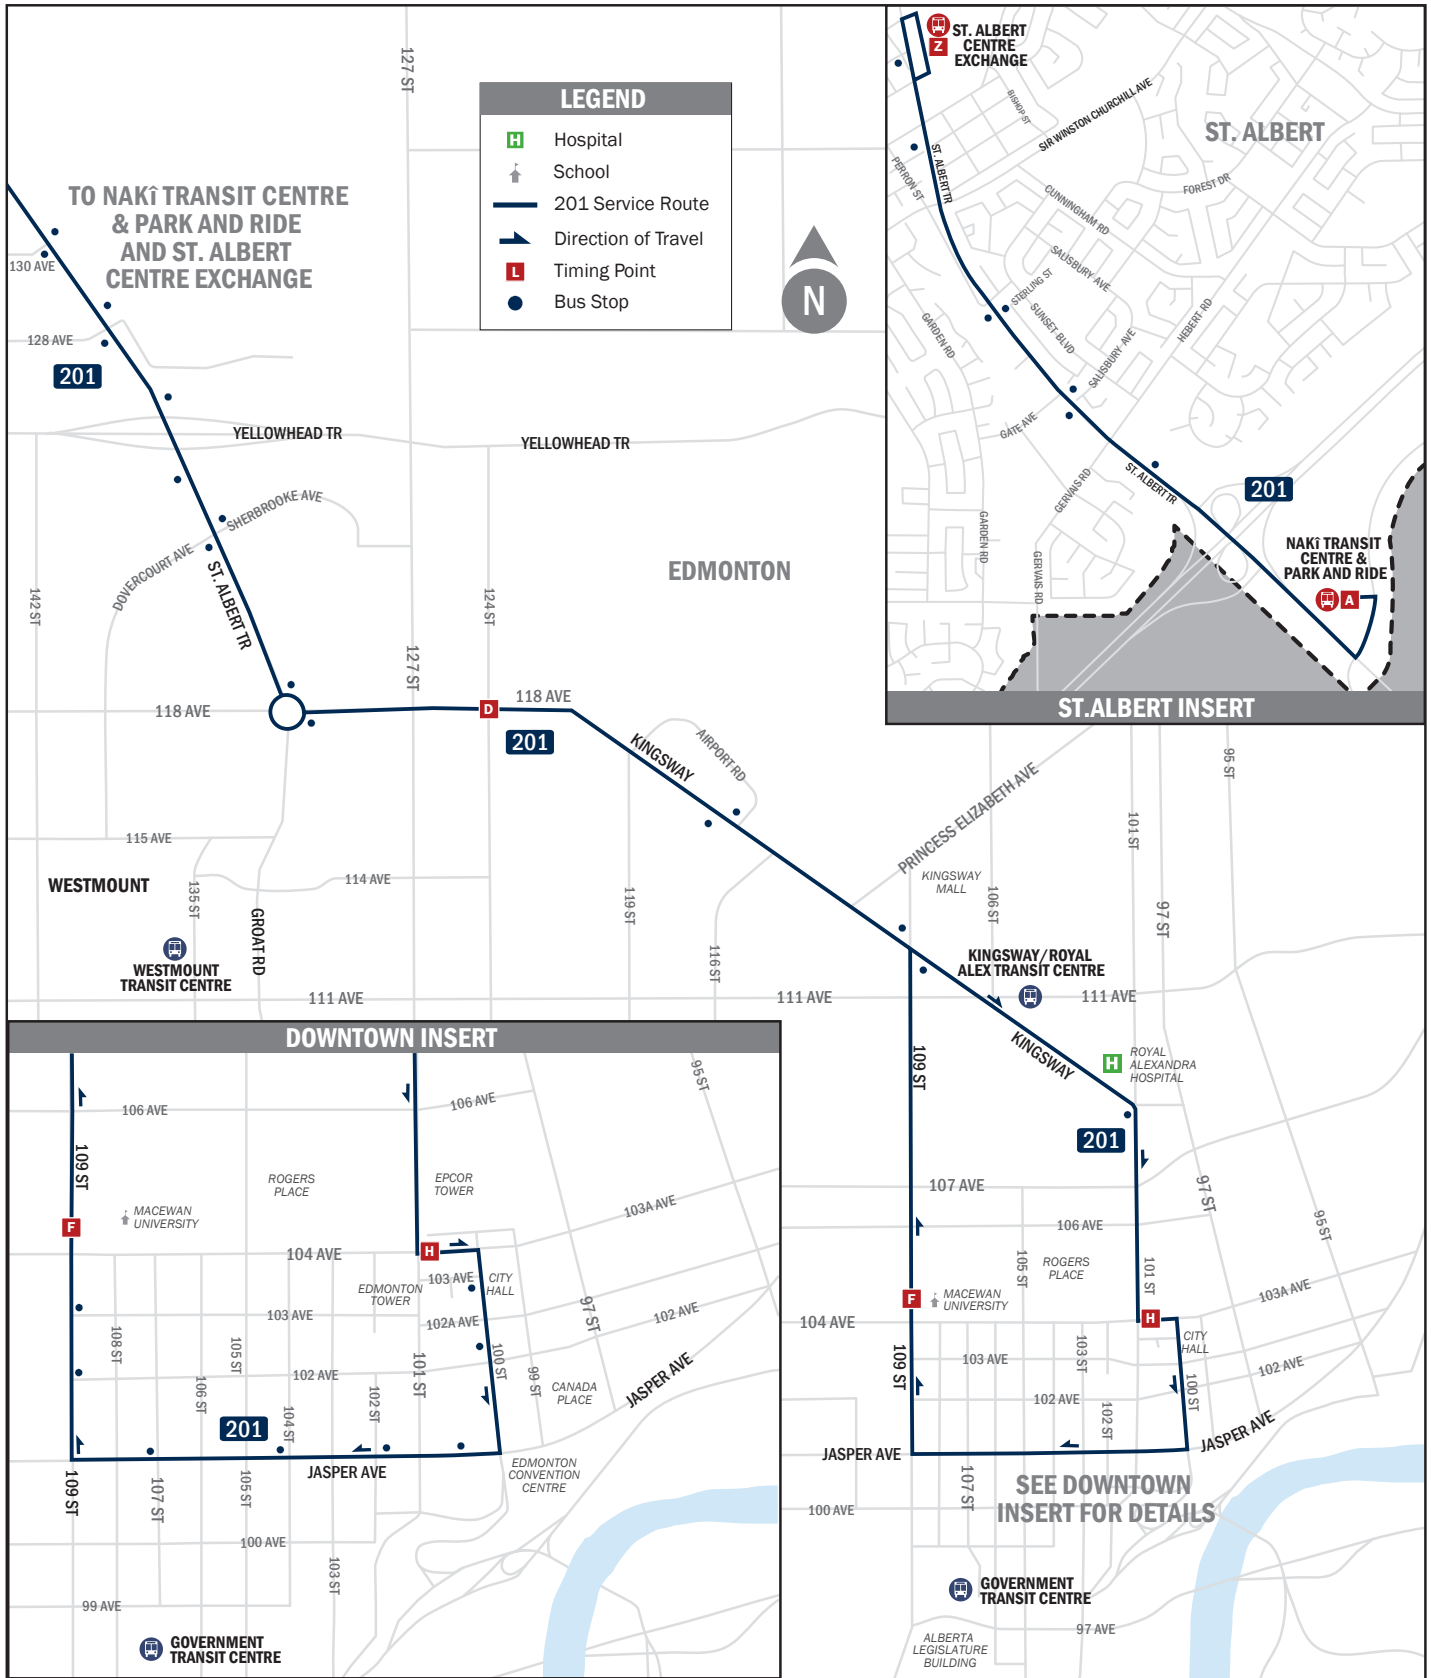 127 ST
LEGEND
H Hospital
School
201 Service Route
Direction of Travel
L Timing Point
Bus Stop
N
TO NAKî TRANSIT CENTRE
& PARK AND RIDE
AND ST. ALBERT
CENTRE EXCHANGE
130 AVE
128 AVE
201
YELLOWHEAD TR
YELLOWHEAD TR
SHERBROOKE AVE
DOVERCOURT AVE
ST. ALBERT TR
142 ST
124 ST
127 ST
EDMONTON
118 AVE
D
118 AVE
201
KINGSWAY
AIRPORT RD
115 AVE
WESTMOUNT
135 ST
114 AVE
GROAT RD
119 ST
116 ST
WESTMOUNT
TRANSIT CENTRE
111 AVE
111 AVE
111 AVE
PRINCESS ELIZABETH AVE
KINGSWAY
MALL
106 ST
101 ST
95 ST
97 ST
KINGSWAY/ROYAL
ALEX TRANSIT CENTRE
KINGSWAY
109 ST
H
ROYAL
ALEXANDRA
HOSPITAL
201
107 AVE
97 ST
95 ST
106 AVE
105 ST
ROGERS
PLACE
101 ST
103A AVE
F
MACEWAN
UNIVERSITY
H
104 AVE
CITY
HALL
109 ST
103 AVE
103 ST
102 AVE
102 AVE
102 ST
100 ST
JASPER AVE
JASPER AVE
107 ST
SEE DOWNTOWN
INSERT FOR DETAILS
100 AVE
GOVERNMENT
TRANSIT CENTRE
97 AVE
ALBERTA
LEGISLATURE
BUILDING
ST. ALBERT
CENTRE
EXCHANGE
Z
BISHOP ST
SIR WINSTON CHURCHILL AVE
ST. ALBERT
PERRON ST
ST. ALBERT TR
CUNNINGHAM RD
FOREST DR
SALISBURY AVE
STERLING ST
SUNSET BLVD
GARDEN RD
HEBERT RD
SALISBURY AVE
GATE AVE
GERVAIS RD
ST. ALBERT TR
201
GARDEN RD
GERVAIS RD
NAKî TRANSIT
CENTRE &
PARK AND RIDE
A
ST.ALBERT INSERT
DOWNTOWN INSERT
95 ST
106 AVE
106 AVE
109 ST
ROGERS
PLACE
EPCOR
TOWER
MACEWAN
UNIVERSITY
F
103A AVE
104 AVE
H
103 AVE
CITY
HALL
EDMONTON
TOWER
103 AVE
102A AVE
97 ST
102 AVE
108 ST
105 ST
106 ST
102 AVE
102 ST
101 ST
100 ST
99 ST
CANADA
PLACE
JASPER AVE
104 ST
201
JASPER AVE
109 ST
107 ST
105 ST
EDMONTON
CONVENTION
CENTRE
100 AVE
103 ST
99 AVE
GOVERNMENT
TRANSIT CENTRE